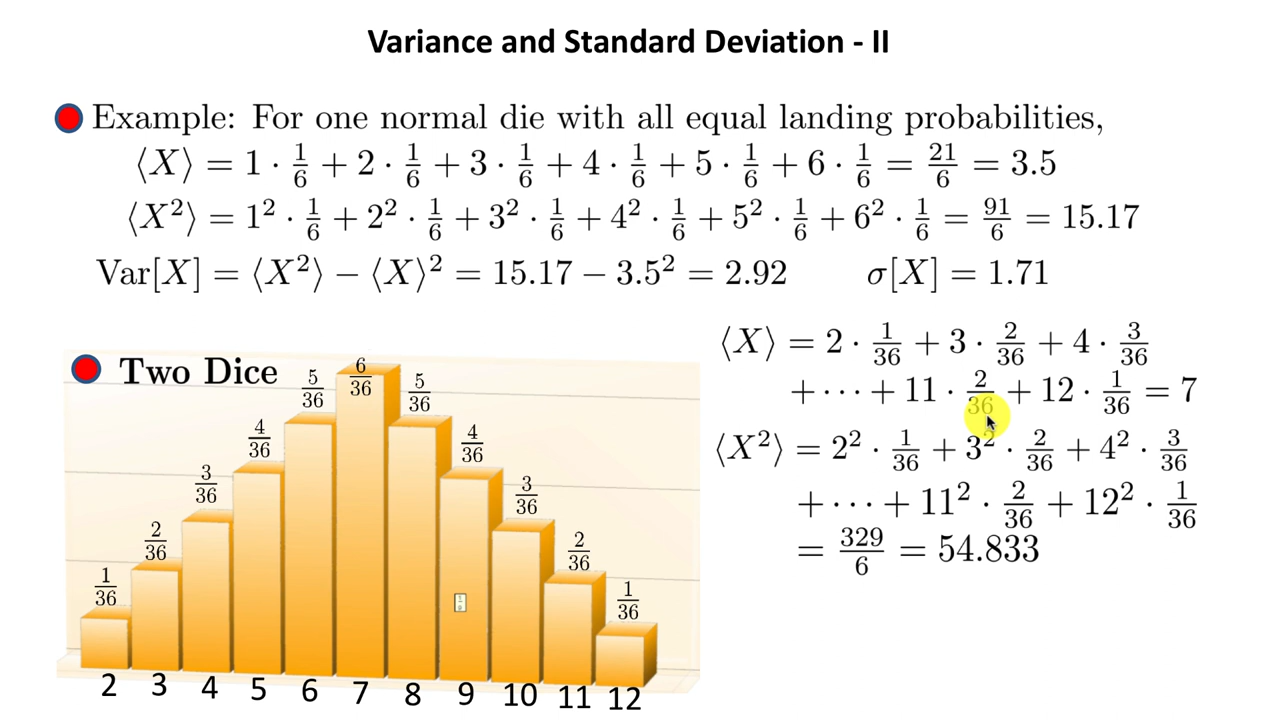 Variance and Standard Deviation - II
Example: For one normal die with all equal landing probabilities,
⟨X⟩ = 1 · 1/6 + 2 · 1/6 + 3 · 1/6 + 4 · 1/6 + 5 · 1/6 + 6 · 1/6 = 21/6 = 3.5
⟨X²⟩ = 1² · 1/6 + 2² · 1/6 + 3² · 1/6 + 4² · 1/6 + 5² · 1/6 + 6² · 1/6 = 91/6 = 15.17
Var[X] = ⟨X²⟩ − ⟨X⟩² = 15.17 − 3.5² = 2.92 σ[X] = 1.71
Two Dice
1/36 2/36 3/36 4/36 5/36 6/36 5/36 4/36 3/36 2/36 1/36
2 3 4 5 6 7 8 9 10 11 12
⟨X⟩ = 2 · 1/36 + 3 · 2/36 + 4 · 3/36
+ · · · + 11 · 2/36 + 12 · 1/36 = 7
⟨X²⟩ = 2² · 1/36 + 3² · 2/36 + 4² · 3/36
+ · · · + 11² · 2/36 + 12² · 1/36
= 329/6 = 54.833